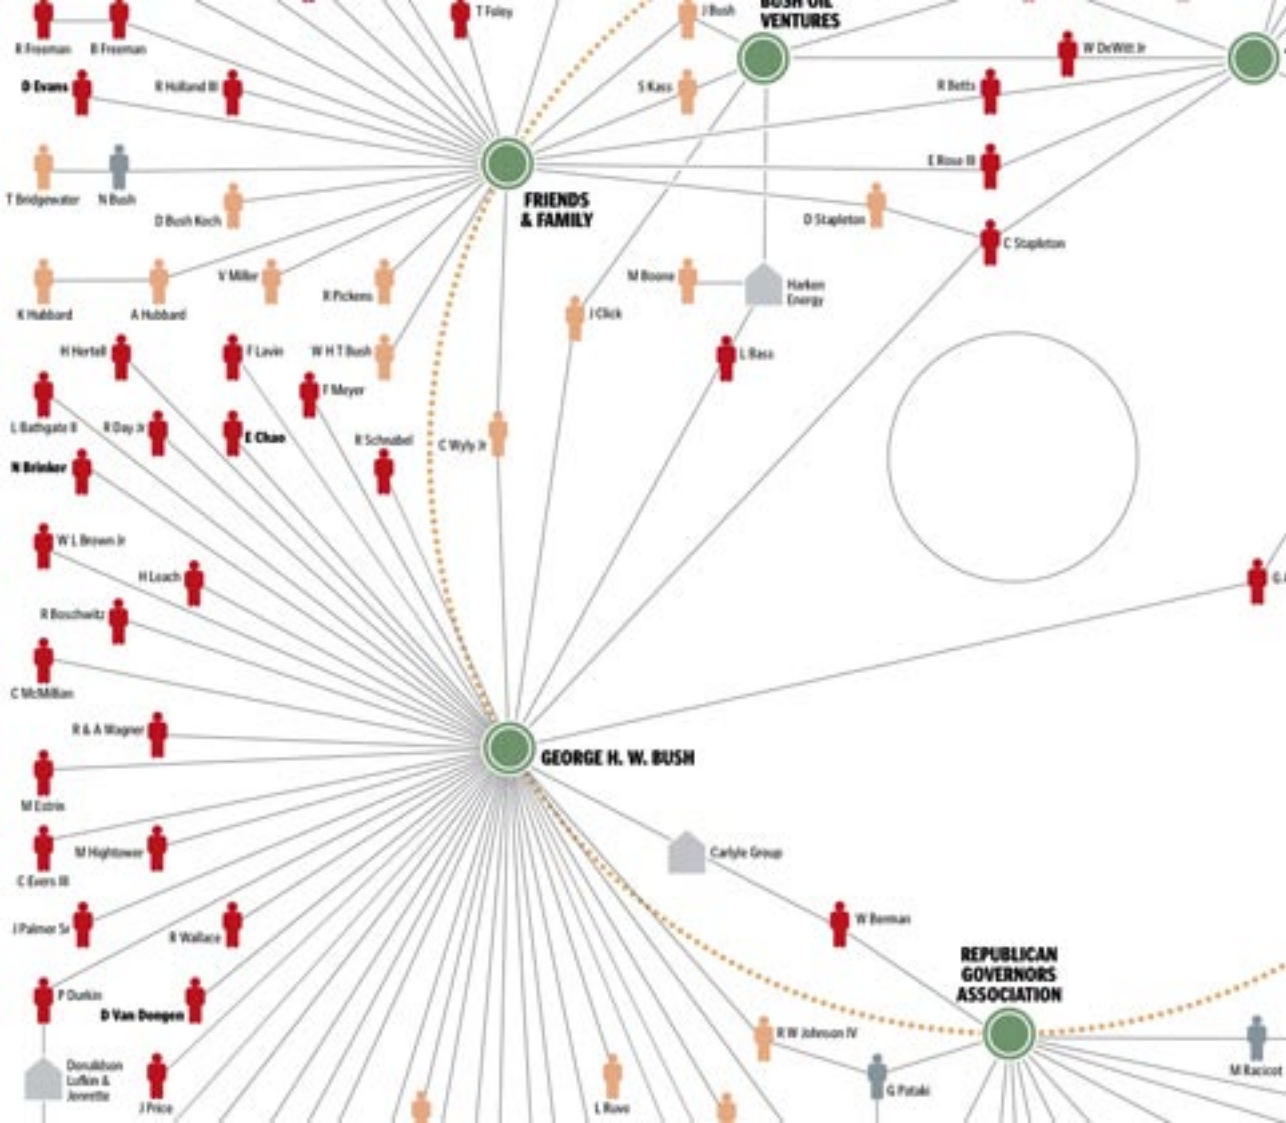 BUSH OIL
VENTURES
T Foley
J Bush
R Freeman
B Freeman
W DeWitt Jr
D Evans
R Holland III
S Kass
R Betts
E Rose III
T Bridgewater
N Bush
D Bush Koch
FRIENDS
& FAMILY
D Stapleton
C Stapleton
V Miller
R Pickens
M Boone
Harken
Energy
K Hubbard
A Hubbard
J Click
H Hertell
F Lavin
W H T Bush
L Bass
F Meyer
L Bathgate II
R Day Jr
E Chao
R Schnabel
C Wyly Jr
N Brinker
W L Brown Jr
H Leach
R Boschwitz
C McMillian
R & A Wagner
GEORGE H. W. BUSH
M Estrin
M Hightower
Carlyle Group
C Evers III
J Palmer Sr
R Wallace
W Berman
REPUBLICAN
GOVERNORS
ASSOCIATION
P Durkin
D Van Dongen
R W Johnson IV
Donaldson
Lufkin &
Jenrette
J Price
L Ruvo
G Pataki
M Racicot